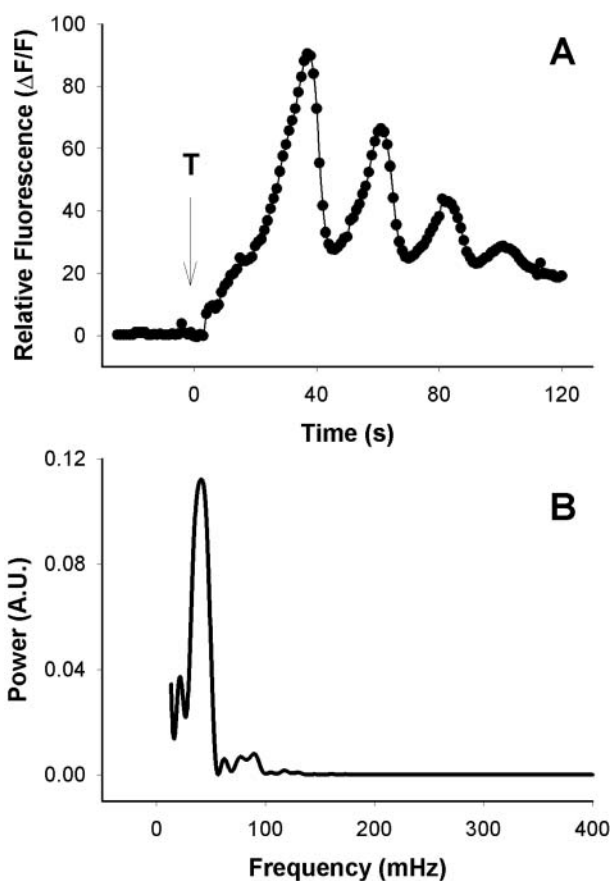 A
Relative Fluorescence (ΔF/F)
100
80
60
40
20
0
T
0 40 80 120
Time (s)
B
Power (A.U.)
0.12
0.08
0.04
0.00
0 100 200 300 400
Frequency (mHz)